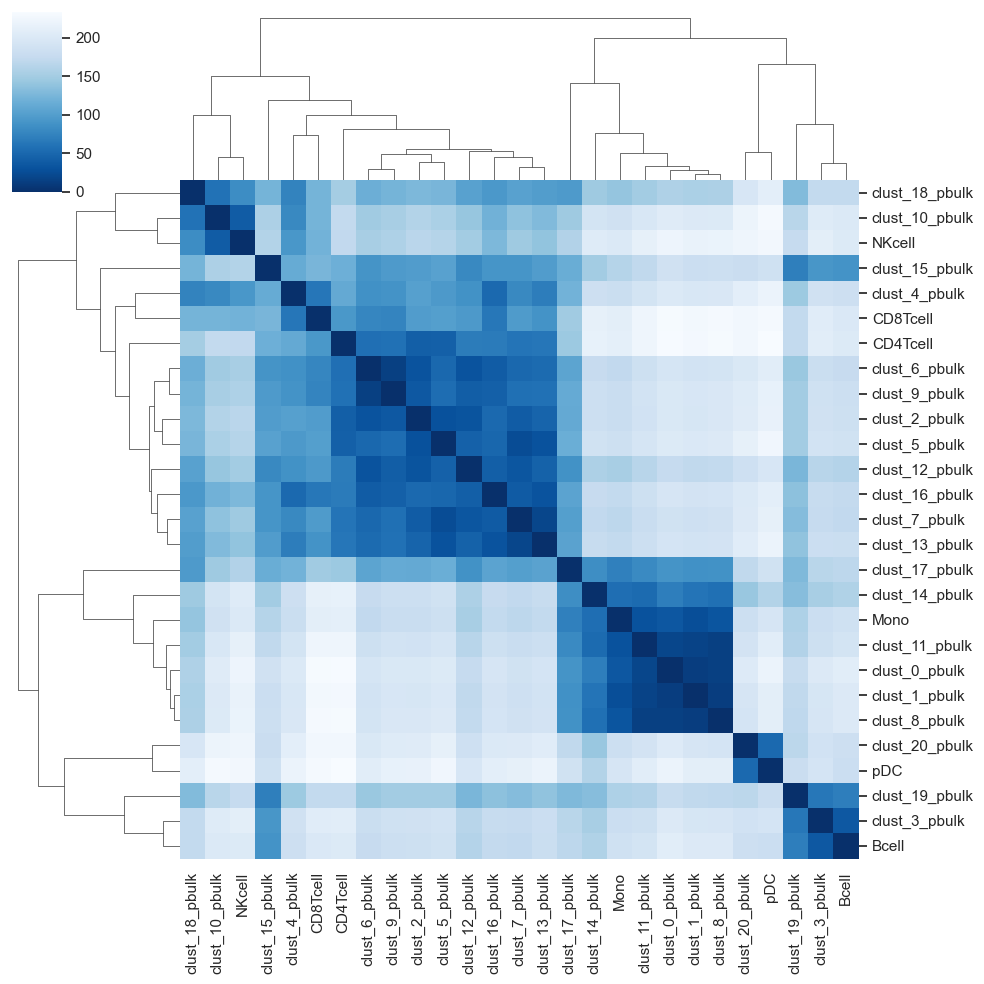 200
150
100
50
0
clust_18_pbulk
clust_10_pbulk
NKcell
clust_15_pbulk
clust_4_pbulk
CD8Tcell
CD4Tcell
clust_6_pbulk
clust_9_pbulk
clust_2_pbulk
clust_5_pbulk
clust_12_pbulk
clust_16_pbulk
clust_7_pbulk
clust_13_pbulk
clust_17_pbulk
clust_14_pbulk
Mono
clust_11_pbulk
clust_0_pbulk
clust_1_pbulk
clust_8_pbulk
clust_20_pbulk
pDC
clust_19_pbulk
clust_3_pbulk
Bcell
clust_18_pbulk
clust_10_pbulk
NKcell
clust_15_pbulk
clust_4_pbulk
CD8Tcell
CD4Tcell
clust_6_pbulk
clust_9_pbulk
clust_2_pbulk
clust_5_pbulk
clust_12_pbulk
clust_16_pbulk
clust_7_pbulk
clust_13_pbulk
clust_17_pbulk
clust_14_pbulk
Mono
clust_11_pbulk
clust_0_pbulk
clust_1_pbulk
clust_8_pbulk
clust_20_pbulk
pDC
clust_19_pbulk
clust_3_pbulk
Bcell